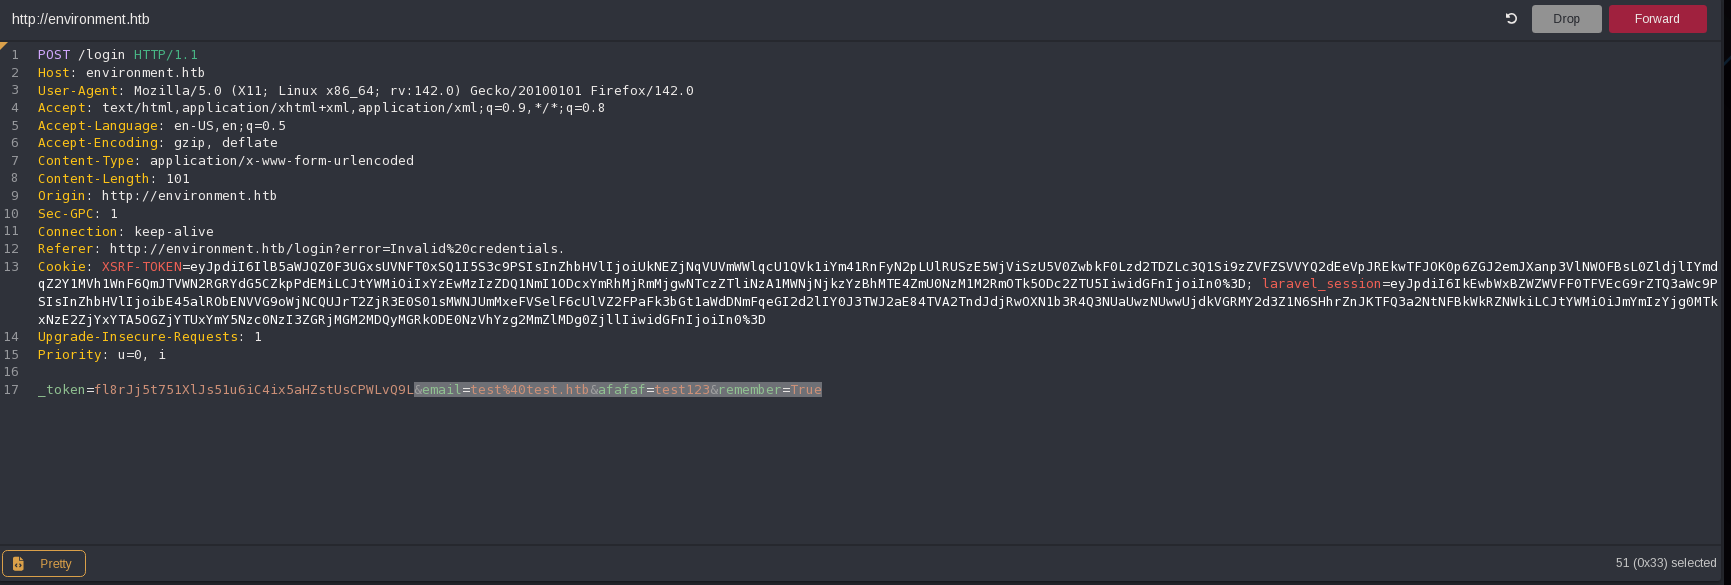 http://environment.htb
Drop
Forward
1 POST /login HTTP/1.1
2 Host: environment.htb
3 User-Agent: Mozilla/5.0 (X11; Linux x86_64; rv:142.0) Gecko/20100101 Firefox/142.0
4 Accept: text/html,application/xhtml+xml,application/xml;q=0.9,*/*;q=0.8
5 Accept-Language: en-US,en;q=0.5
6 Accept-Encoding: gzip, deflate
7 Content-Type: application/x-www-form-urlencoded
8 Content-Length: 101
9 Origin: http://environment.htb
10 Sec-GPC: 1
11 Connection: keep-alive
12 Referer: http://environment.htb/login?error=Invalid%20credentials.
13 Cookie: XSRF-TOKEN=eyJpdiI6IlB5aWJQZ0F3UGxsUVNFT0xSQ1I5S3c9PSIsInZhbHVlIjoiUkNEZjNqVUVmWWlqcU1QVk1iYm41RnFyN2pLUlRUSzE5WjViSzU5V0ZwbkF0Lzd2TDZLc3Q1Si9zZVFZSVVYQ2dEeVpJREkwTFJOK0p6ZGJ2emJXanp3VlNWOFBsL0ZldjlIYmd
qZ2Y1MVh1WnF6QmJTVWN2RGRYdG5CZkpPdEMiLCJtYWMiOiIxYzEwMzIzZDQ1NmI1ODcxYmRhMjRmMjgwNTczZTliNzA1MWNjNjkzYzBhMTE4ZmU0NzM1M2RmOTk5ODc2ZTU5IiwidGFnIjoiIn0%3D; laravel_session=eyJpdiI6IkEwbWxBZWZWVFF0TFVEcG9rZTQ3aWc9P
SIsInZhbHVlIjoibE45alRObENVVG9oWjNCQUJrT2ZjR3E0S01sMWNJUmMxeFVSelF6cUlVZ2FPaFk3bGt1aWdDNmFqeGI2d2lIY0J3TWJ2aE84TVA2TndJdjRwOXN1b3R4Q3NUaUwzNUwwUjdkVGRMY2d3Z1N6SHhrZnJKTFQ3a2NtNFBkWkRZNWkiLCJtYWMiOiJmYmIzYjg0MTk
xNzE2ZjYxYTA5OGZjYTUxYmY5Nzc0NzI3ZGRjMGM2MDQyMGRkODE0NzVhYzg2MmZlMDg0ZjllIiwidGFnIjoiIn0%3D
14 Upgrade-Insecure-Requests: 1
15 Priority: u=0, i
16
17 _token=fl8rJj5t751XlJs51u6iC4ix5aHZstUsCPWLvQ9L&email=test%40test.htb&afafaf=test123&remember=True
Pretty
51 (0x33) selected